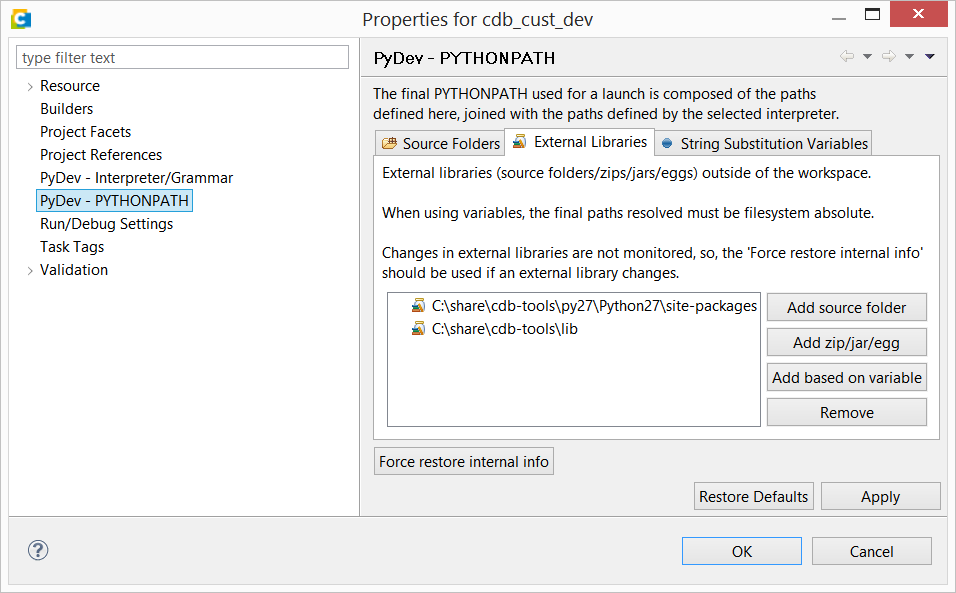 Properties for cdb_cust_dev
type filter text
Resource
Builders
Project Facets
Project References
PyDev - Interpreter/Grammar
PyDev - PYTHONPATH
Run/Debug Settings
Task Tags
Validation
PyDev - PYTHONPATH
The final PYTHONPATH used for a launch is composed of the paths
defined here, joined with the paths defined by the selected interpreter.
Source Folders
External Libraries
String Substitution Variables
External libraries (source folders/zips/jars/eggs) outside of the workspace.
When using variables, the final paths resolved must be filesystem absolute.
Changes in external libraries are not monitored, so, the 'Force restore internal info'
should be used if an external library changes.
C:\share\cdb-tools\py27\Python27\site-packages
C:\share\cdb-tools\lib
Add source folder
Add zip/jar/egg
Add based on variable
Remove
Force restore internal info
Restore Defaults
Apply
OK
Cancel